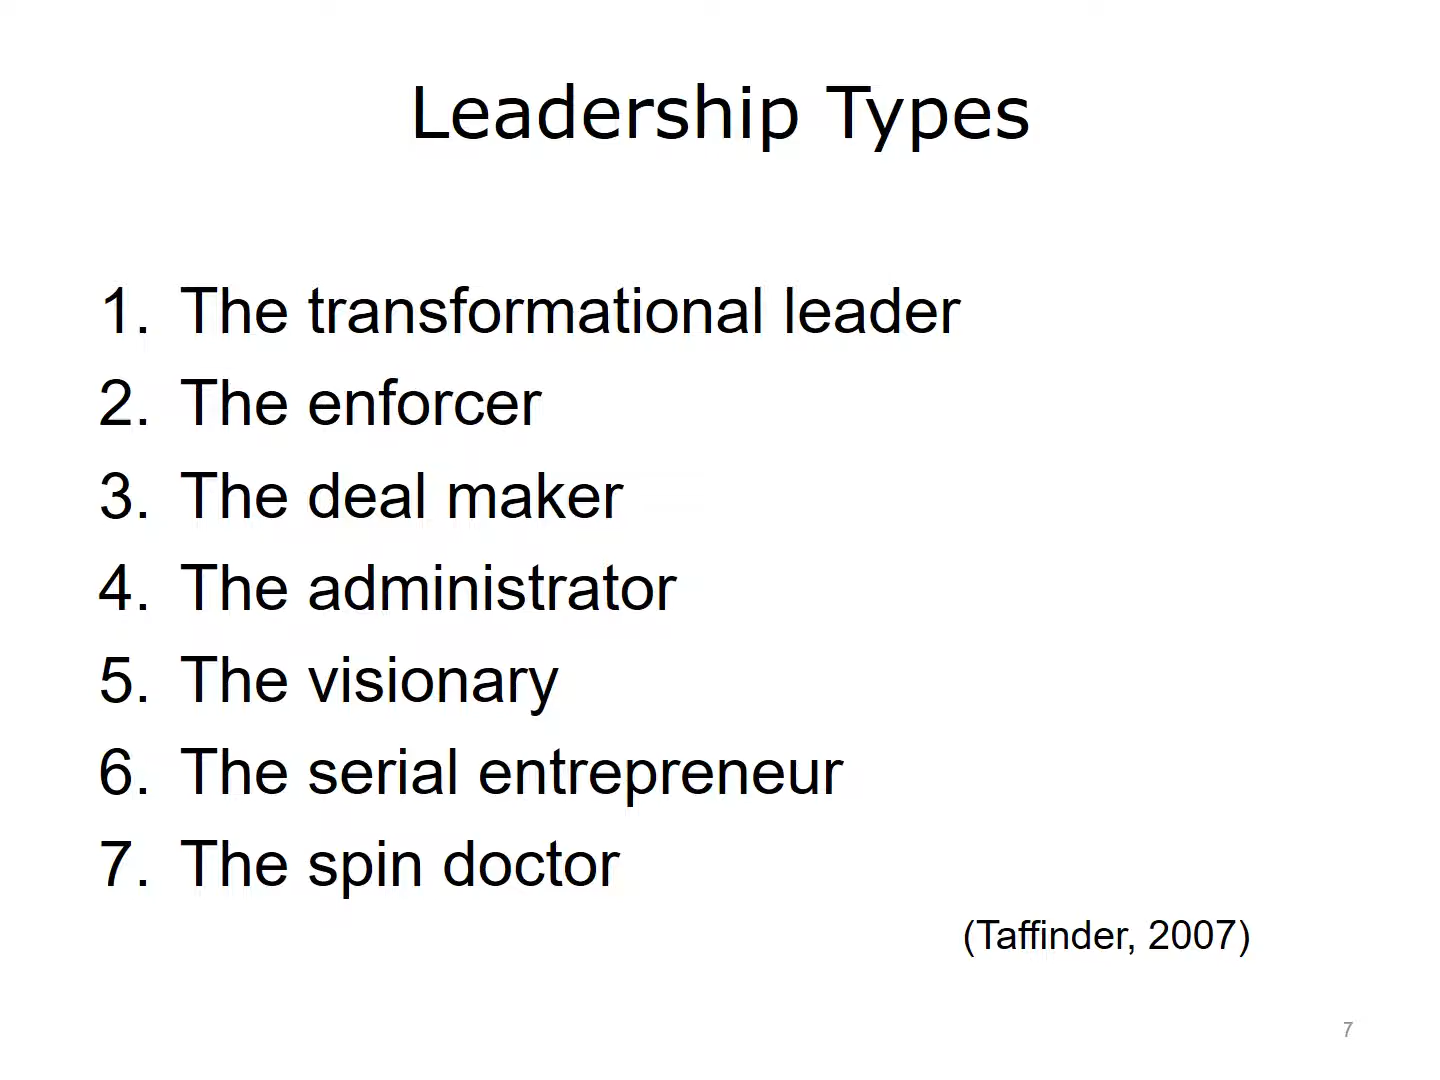 Leadership Types
1. The transformational leader
2. The enforcer
3. The deal maker
4. The administrator
5. The visionary
6. The serial entrepreneur
7. The spin doctor
(Taffinder, 2007)
7